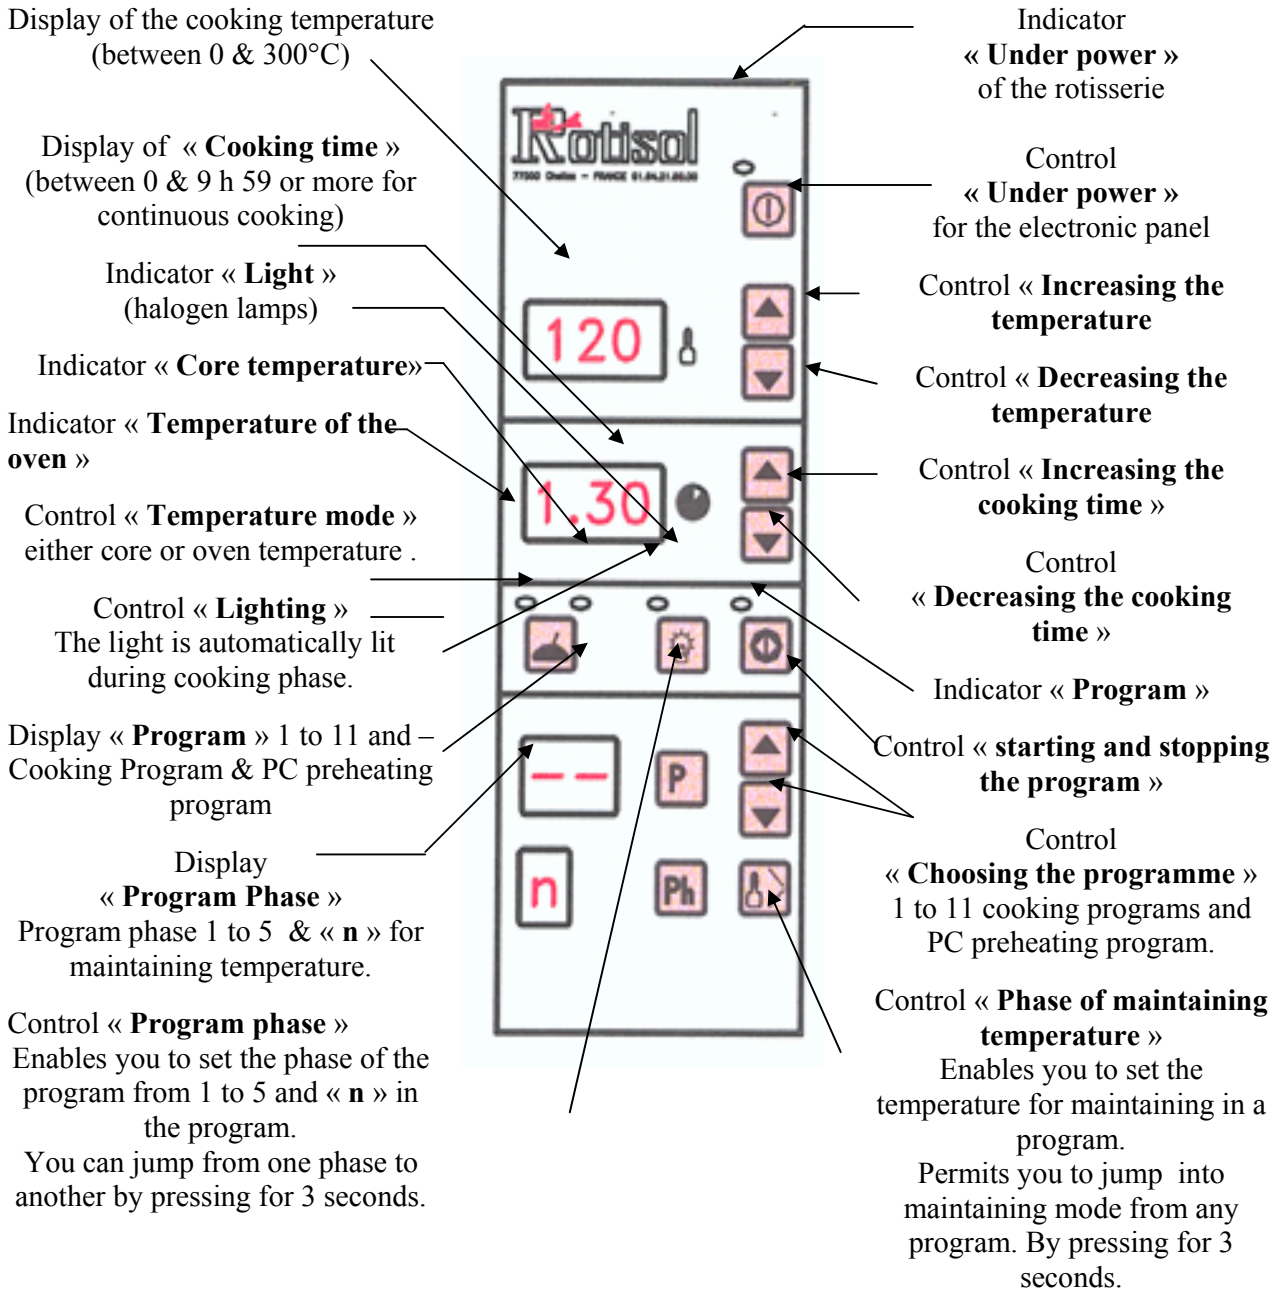 Display of the cooking temperature
(between 0 & 300°C)
Display of « Cooking time »
(between 0 & 9 h 59 or more for
continuous cooking)
Indicator « Light »
(halogen lamps)
Indicator « Core temperature»
Indicator « Temperature of the
oven »
Control « Temperature mode »
either core or oven temperature .
Control « Lighting »
The light is automatically lit
during cooking phase.
Display « Program » 1 to 11 and –
Cooking Program & PC preheating
program
Display
« Program Phase »
Program phase 1 to 5 & « n » for
maintaining temperature.
Control « Program phase »
Enables you to set the phase of the
program from 1 to 5 and « n » in
the program.
You can jump from one phase to
another by pressing for 3 seconds.
Rotisol
77500 Chelles - FRANCE
120
1.30
--
P
n
Ph
Indicator
« Under power »
of the rotisserie
Control
« Under power »
for the electronic panel
Control « Increasing the
temperature
Control « Decreasing the
temperature
Control « Increasing the
cooking time »
Control
« Decreasing the cooking
time »
Indicator « Program »
Control « starting and stopping
the program »
Control
« Choosing the programme »
1 to 11 cooking programs and
PC preheating program.
Control « Phase of maintaining
temperature »
Enables you to set the
temperature for maintaining in a
program.
Permits you to jump into
maintaining mode from any
program. By pressing for 3
seconds.